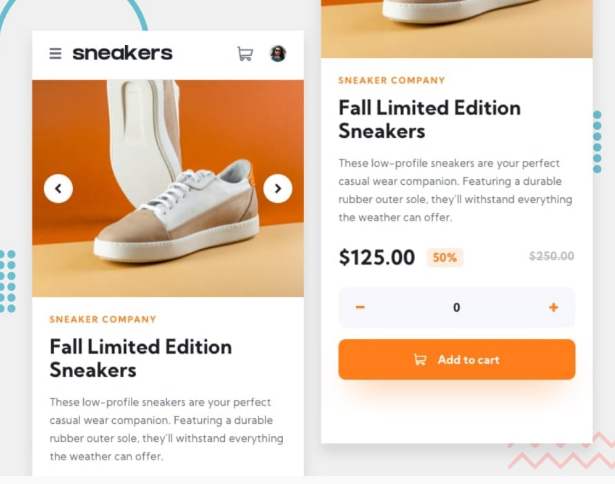 sneakers
SNEAKER COMPANY
Fall Limited Edition
Sneakers
These low-profile sneakers are your perfect
casual wear companion. Featuring a durable
rubber outer sole, they'll withstand everything
the weather can offer.
SNEAKER COMPANY
Fall Limited Edition
Sneakers
These low-profile sneakers are your perfect
casual wear companion. Featuring a durable
rubber outer sole, they'll withstand everything
the weather can offer.
$125.00 50% $250.00
0
Add to cart